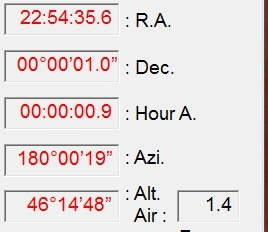 22:54:35.6 : R.A.
00°00'01.0" : Dec.
00:00:00.9 : Hour A.
180°00'19" : Azi.
46°14'48" : Alt.
Air : 1.4